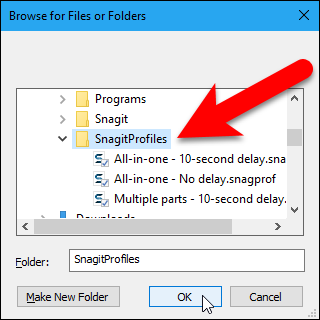 Browse for Files or Folders
Programs
Snagit
SnagitProfiles
All-in-one - 10-second delay.sna
All-in-one - No delay.snagprof
Multiple parts - 10-second delay.s
Downloads
Folder:
SnagitProfiles
Make New Folder
OK
Cancel